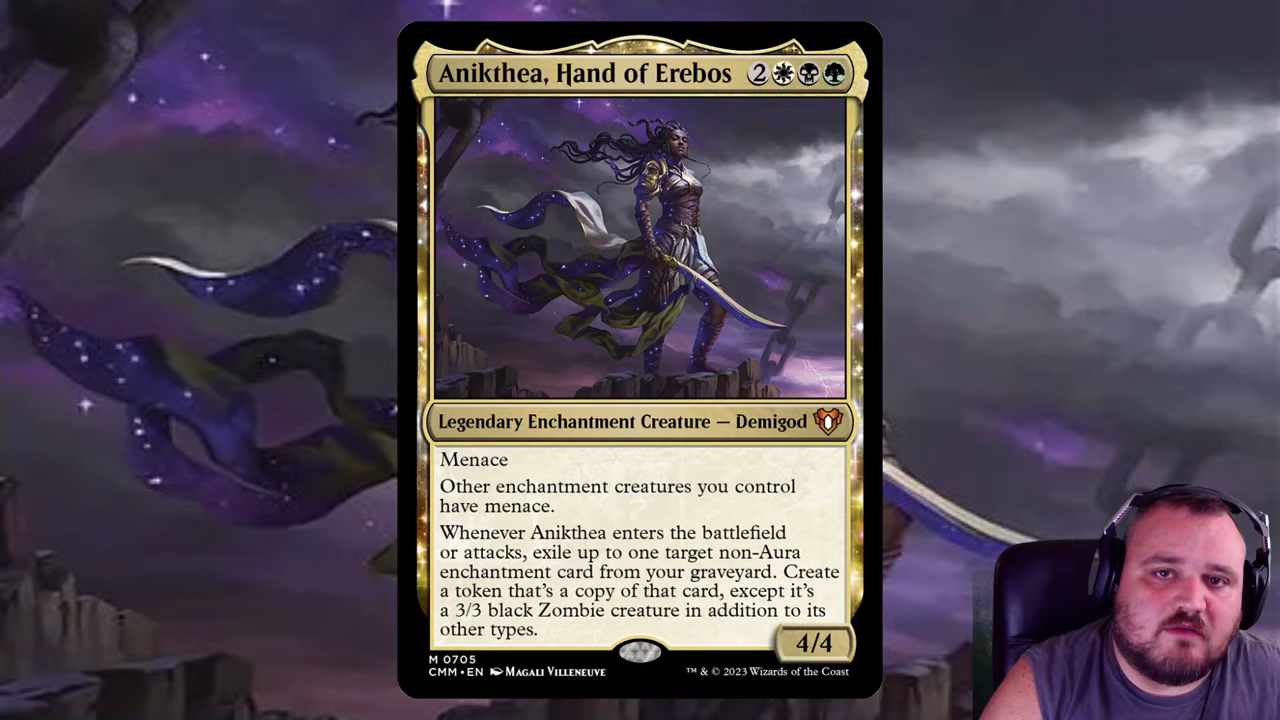 Anikthea, Hand of Erebos 2
Legendary Enchantment Creature — Demigod
Menace
Other enchantment creatures you control
have menace.
Whenever Anikthea enters the battlefield
or attacks, exile up to one target non-Aura
enchantment card from your graveyard. Create
a token that's a copy of that card, except it's
a 3/3 black Zombie creature in addition to its
other types.
4/4
M 0705
CMM • EN Magali Villeneuve
™ & © 2023 Wizards of the Coast